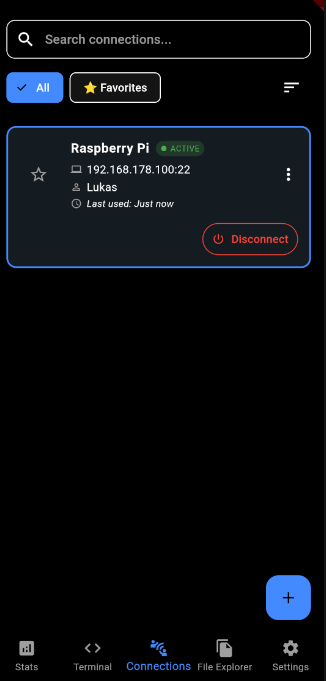 Search connections...
All
Favorites
Raspberry Pi ACTIVE
192.168.178.100:22
Lukas
Last used: Just now
Disconnect
Stats
Terminal
Connections
File Explorer
Settings